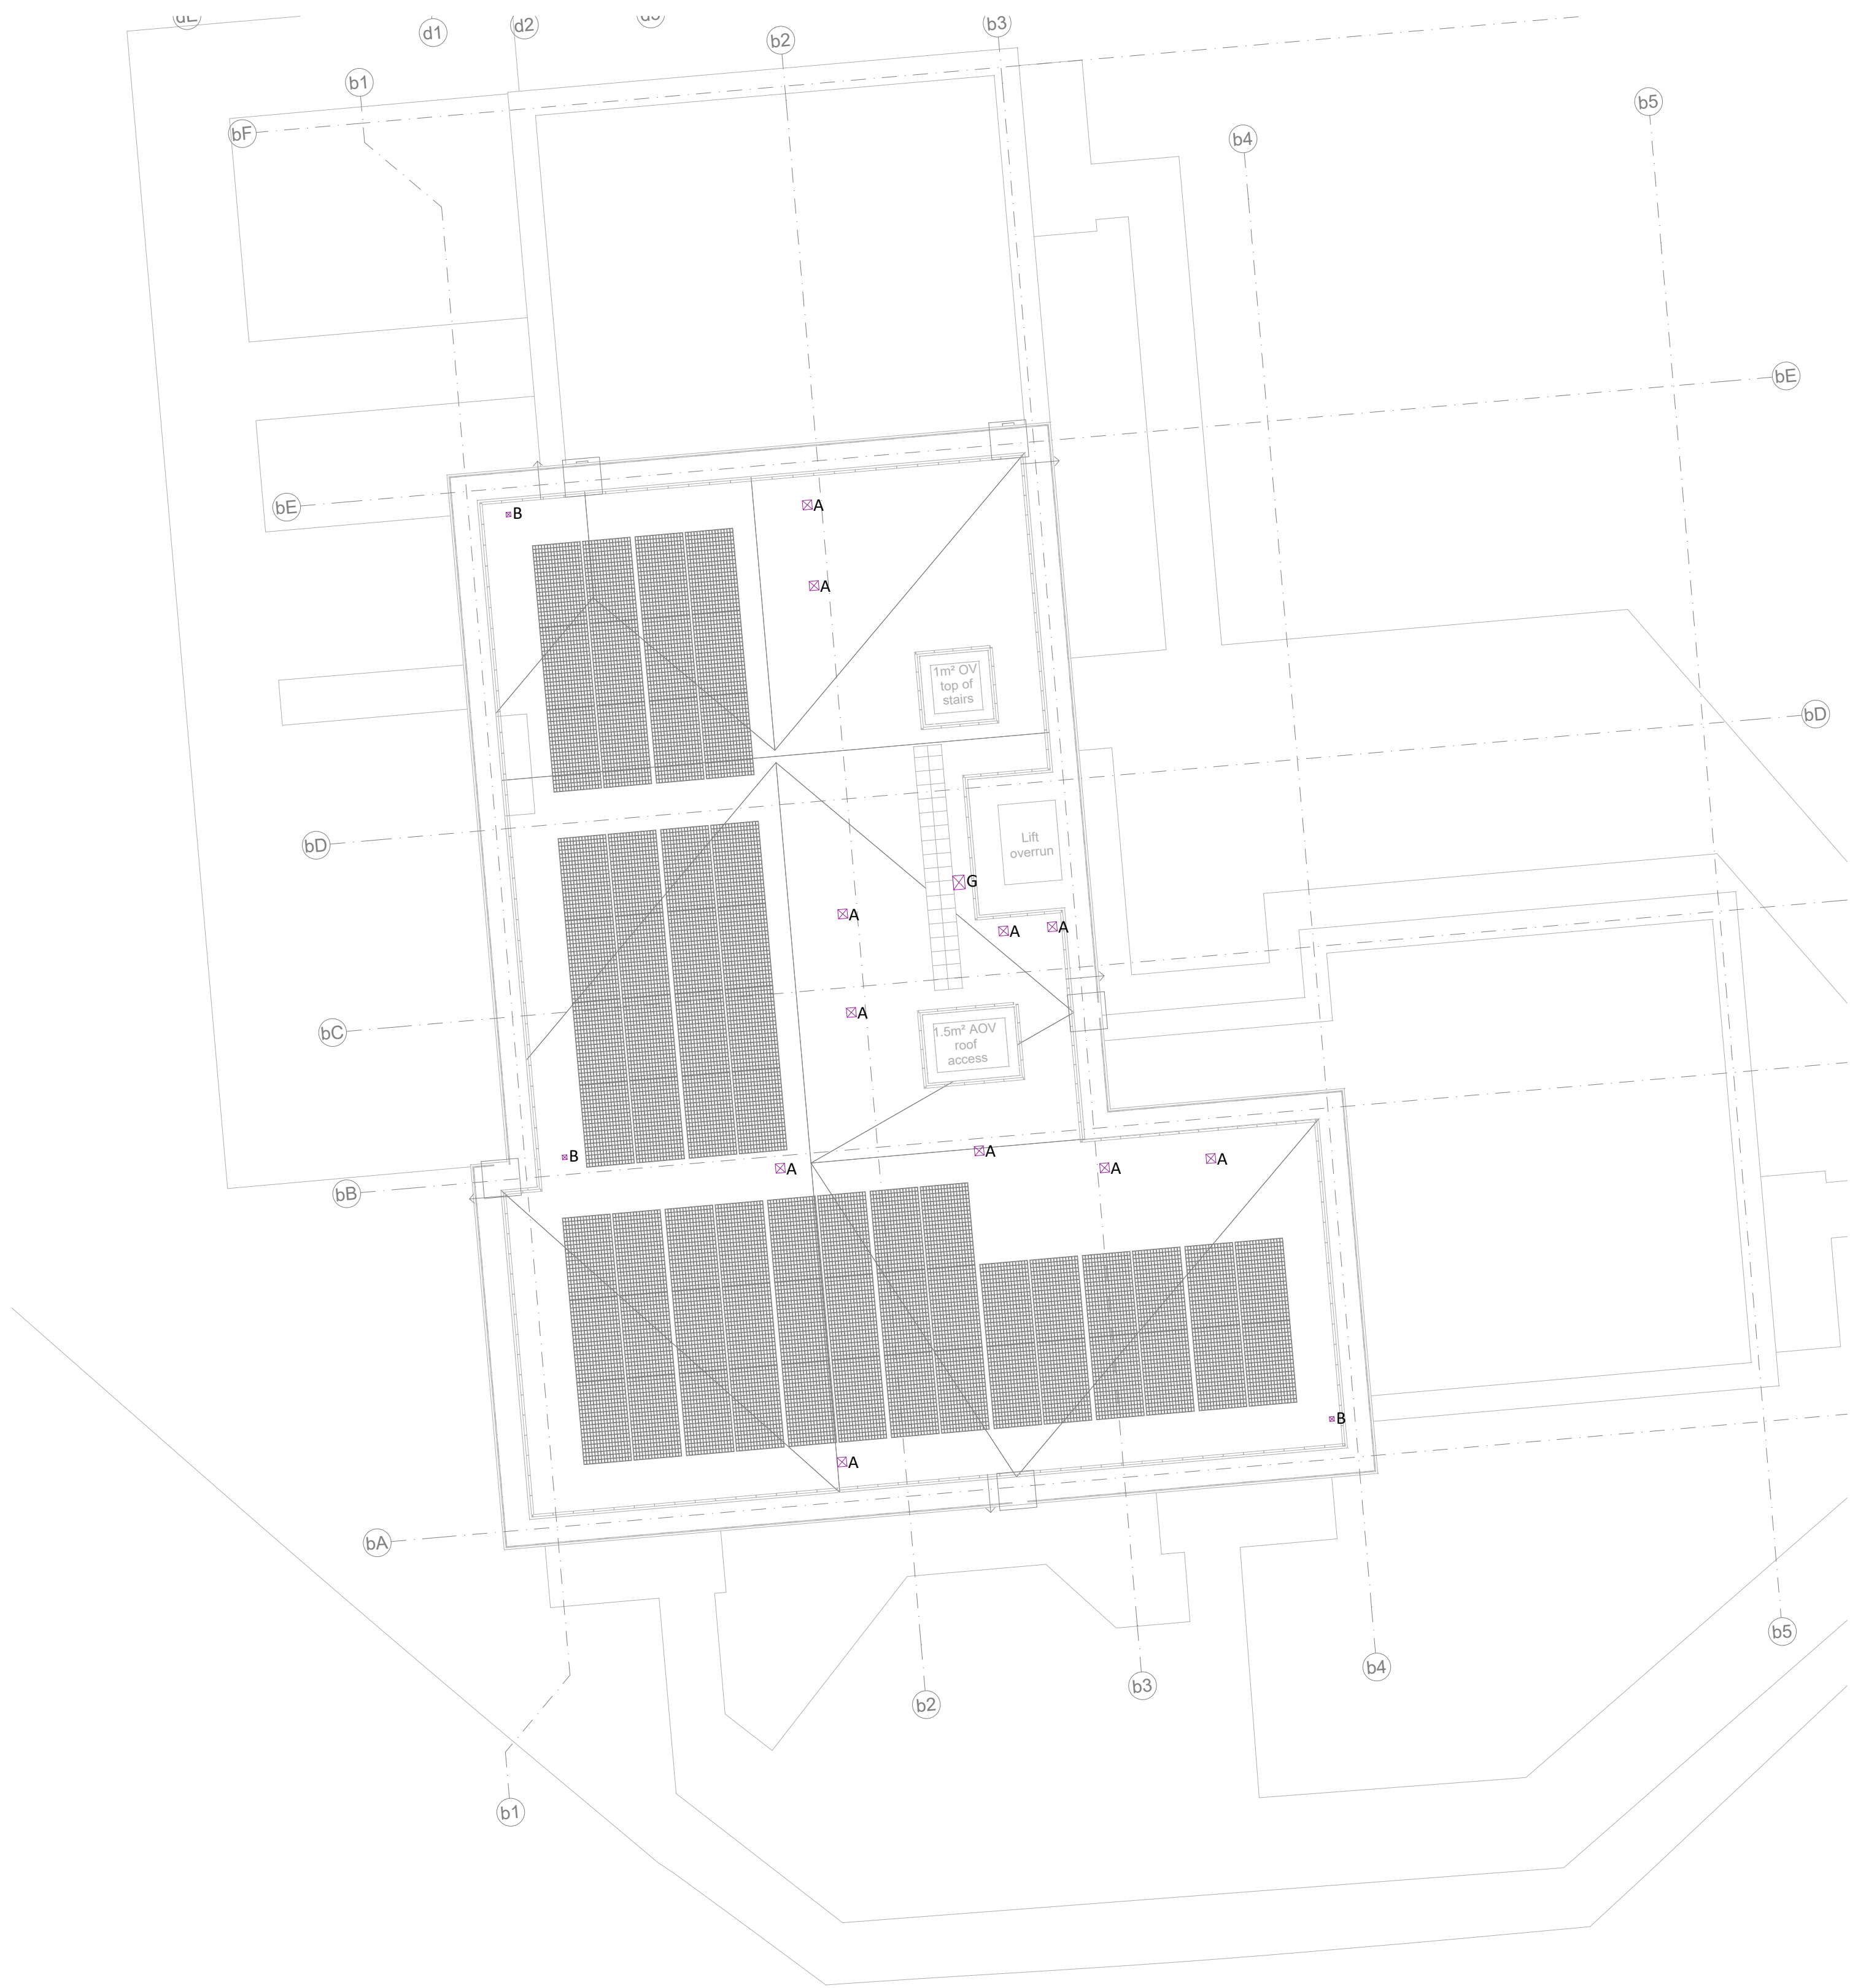 d1
d2
b2
b3
b1
b5
bF
b4
bE
bE
A
B
A
1m² OV
top of
stairs
bD
Lift
overrun
bD
G
A
A
A
A
bC
1.5m² AOV
roof
access
A
B
A
A
A
bB
B
A
bA
b5
b4
b3
b2
b1